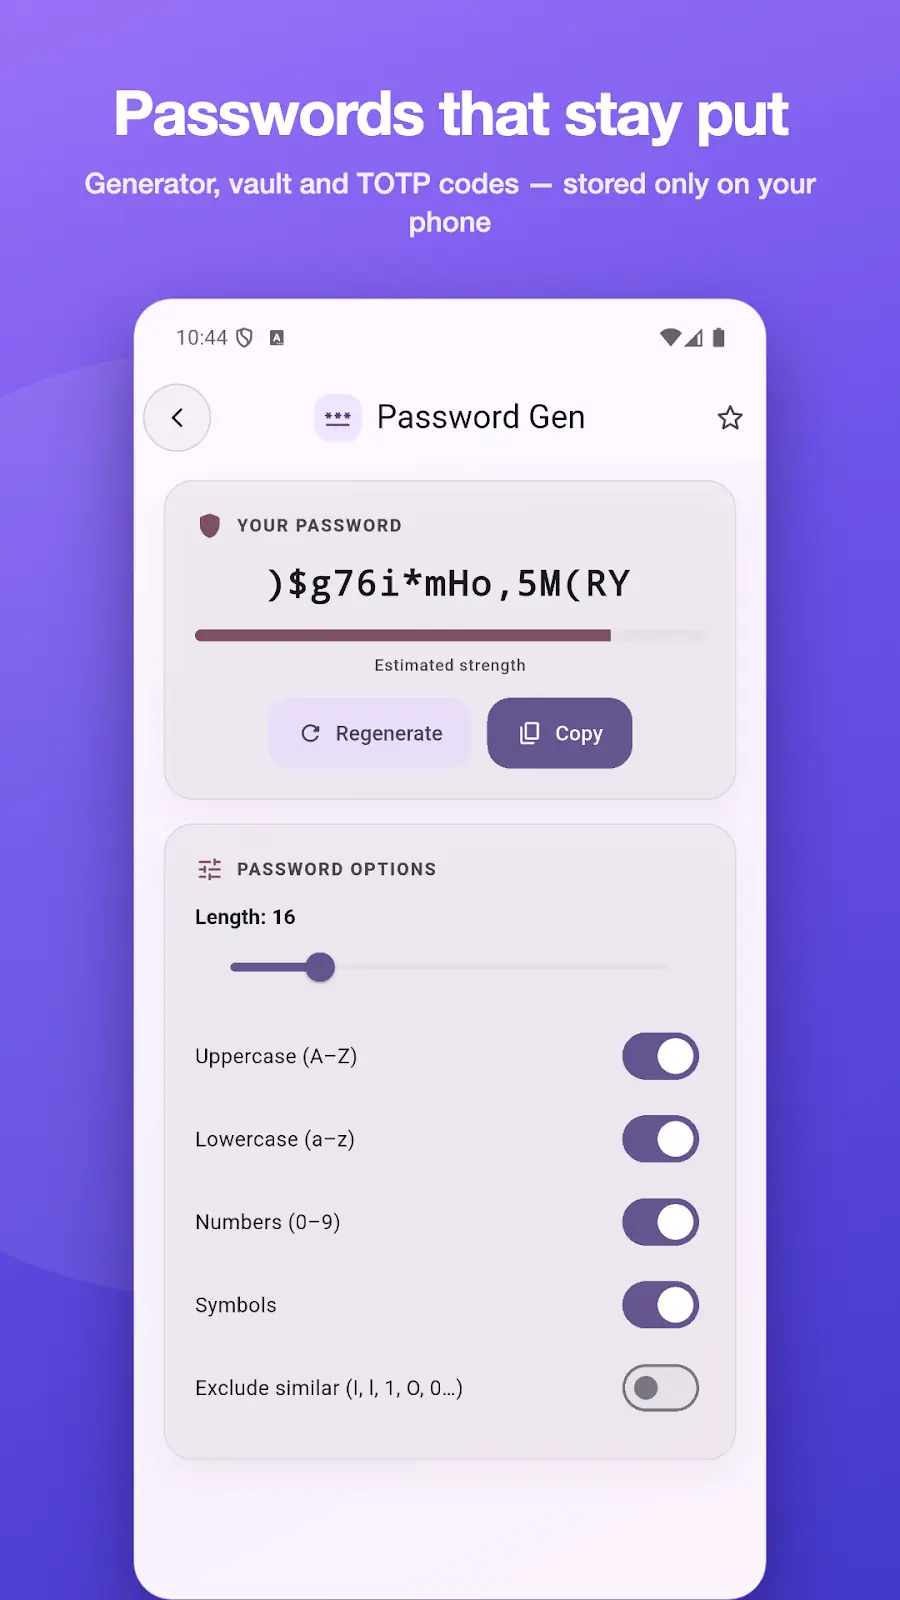 Passwords that stay put
Generator, vault and TOTP codes — stored only on your
phone
10:44
A
*** Password Gen
YOUR PASSWORD
)$g76i*mHo,5M(RY
Estimated strength
Regenerate
Copy
PASSWORD OPTIONS
Length: 16
Uppercase (A–Z)
Lowercase (a–z)
Numbers (0–9)
Symbols
Exclude similar (I, l, 1, O, 0…)